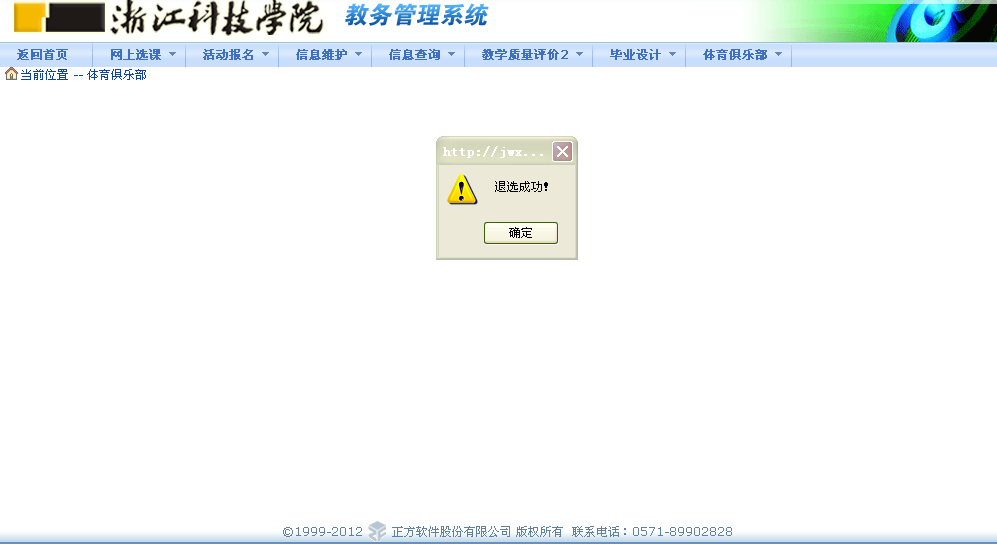 浙江科技学院 教务管理系统
返回首页 网上选课 活动报名 信息维护 信息查询 教学质量评价2 毕业设计 体育俱乐部
当前位置 -- 体育俱乐部
http://jwx...
退选成功!
确定
©1999-2012 正方软件股份有限公司 版权所有 联系电话：0571-89902828